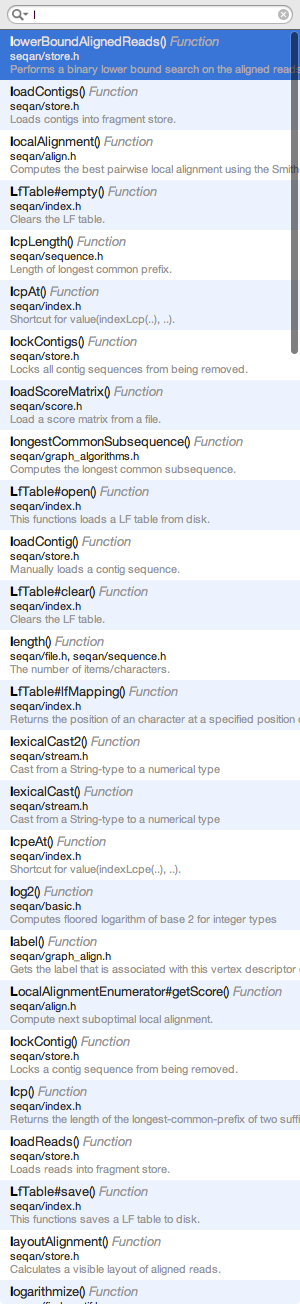 l
lowerBoundAlignedReads() Function
seqan/store.h
Performs a binary lower bound search on the aligned reads
loadContigs() Function
seqan/store.h
Loads contigs into fragment store.
localAlignment() Function
seqan/align.h
Computes the best pairwise local alignment using the Smith
LfTable#empty() Function
seqan/index.h
Clears the LF table.
lcpLength() Function
seqan/sequence.h
Length of longest common prefix.
lcpAt() Function
seqan/index.h
Shortcut for value(indexLcp(..), ..).
lockContigs() Function
seqan/store.h
Locks all contig sequences from being removed.
loadScoreMatrix() Function
seqan/score.h
Load a score matrix from a file.
longestCommonSubsequence() Function
seqan/graph_algorithms.h
Computes the longest common subsequence.
LfTable#open() Function
seqan/index.h
This functions loads a LF table from disk.
loadContig() Function
seqan/store.h
Manually loads a contig sequence.
LfTable#clear() Function
seqan/index.h
Clears the LF table.
length() Function
seqan/file.h, seqan/sequence.h
The number of items/characters.
LfTable#lfMapping() Function
seqan/index.h
Returns the position of an character at a specified position
lexicalCast2() Function
seqan/stream.h
Cast from a String-type to a numerical type
lexicalCast() Function
seqan/stream.h
Cast from a String-type to a numerical type
lcpeAt() Function
seqan/index.h
Shortcut for value(indexLcpe(..), ..).
log2() Function
seqan/basic.h
Computes floored logarithm of base 2 for integer types
label() Function
seqan/graph_align.h
Gets the label that is associated with this vertex descriptor
LocalAlignmentEnumerator#getScore() Function
seqan/align.h
Compute next suboptimal local alignment.
lockContig() Function
seqan/store.h
Locks a contig sequence from being removed.
lcp() Function
seqan/index.h
Returns the length of the longest-common-prefix of two suffi
loadReads() Function
seqan/store.h
Loads reads into fragment store.
LfTable#save() Function
seqan/index.h
This functions saves a LF table to disk.
layoutAlignment() Function
seqan/store.h
Calculates a visible layout of aligned reads.
logarithmize() Function